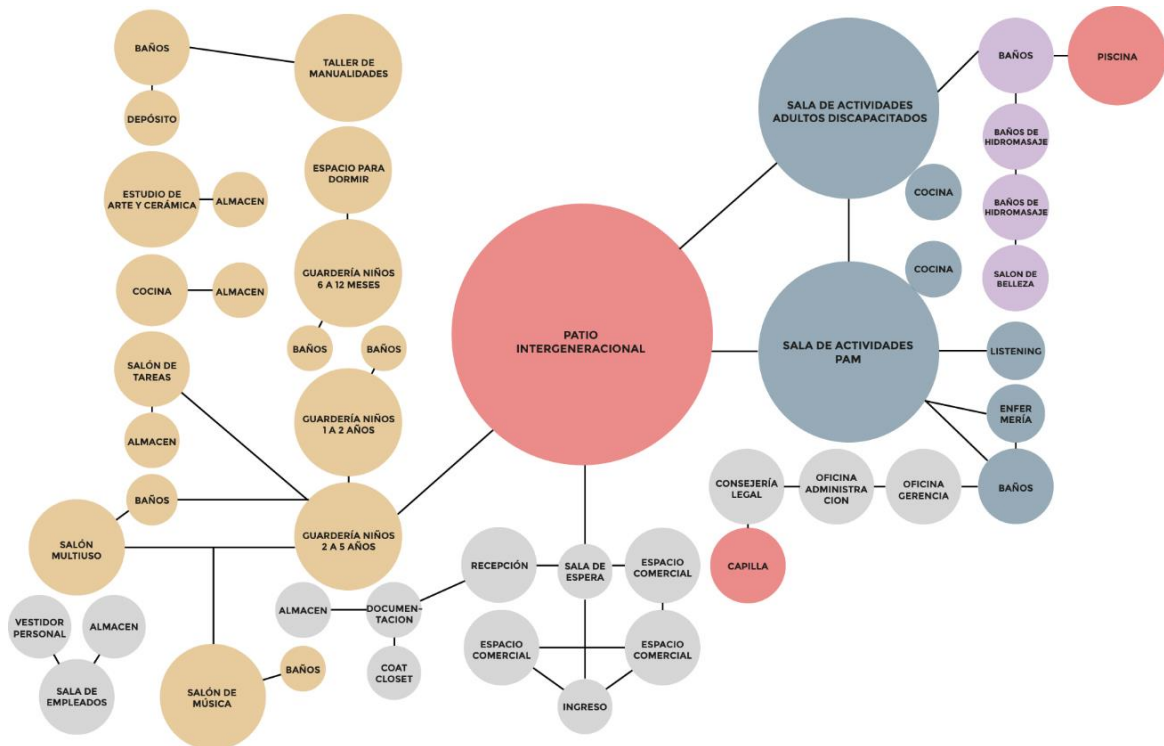 BAÑOS
TALLER DE
MANUALIDADES
DEPÓSITO
ESTUDIO DE
ARTE Y CERÁMICA
ALMACEN
ESPACIO PARA
DORMIR
GUARDERÍA NIÑOS
6 A 12 MESES
COCINA
ALMACEN
BAÑOS
BAÑOS
SALÓN DE
TAREAS
ALMACEN
GUARDERÍA NIÑOS
1 A 2 AÑOS
BAÑOS
SALÓN
MULTIUSO
GUARDERÍA NIÑOS
2 A 5 AÑOS
VESTIDOR
PERSONAL
ALMACEN
SALA DE
EMPLEADOS
SALÓN DE
MÚSICA
BAÑOS
ALMACEN
DOCUMEN-
TACION
COAT
CLOSET
RECEPCIÓN
SALA DE
ESPERA
ESPACIO
COMERCIAL
ESPACIO
COMERCIAL
ESPACIO
COMERCIAL
INGRESO
PATIO
INTERGENERACIONAL
SALA DE ACTIVIDADES
ADULTOS DISCAPACITADOS
COCINA
COCINA
SALA DE ACTIVIDADES
PAM
BAÑOS
PISCINA
BAÑOS DE
HIDROMASAJE
BAÑOS DE
HIDROMASAJE
SALON DE
BELLEZA
LISTENING
ENFER
MERÍA
BAÑOS
OFICINA
GERENCIA
OFICINA
ADMINISTRA
CION
CONSEJERÍA
LEGAL
CAPILLA